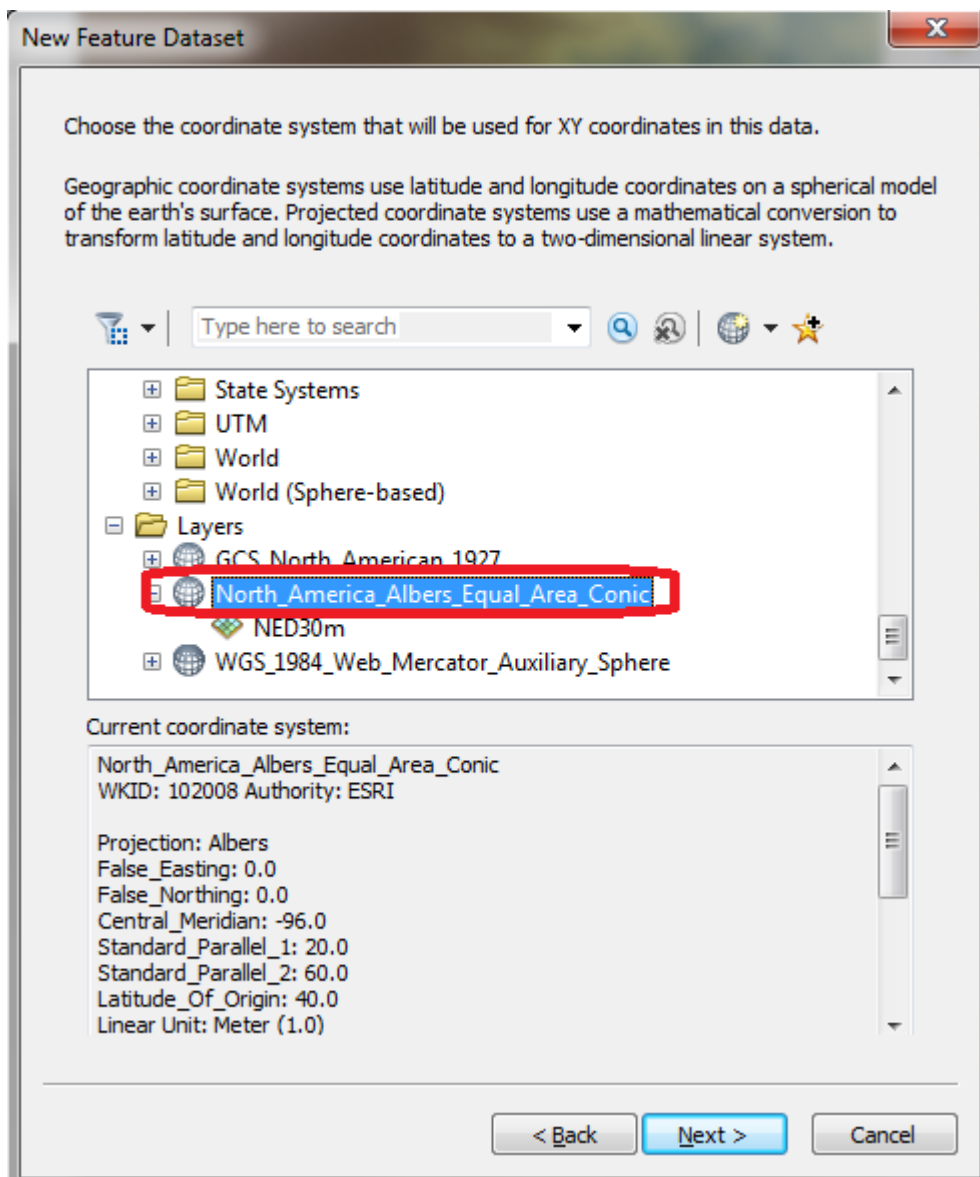 New Feature Dataset
Choose the coordinate system that will be used for XY coordinates in this data.
Geographic coordinate systems use latitude and longitude coordinates on a spherical model
of the earth's surface. Projected coordinate systems use a mathematical conversion to
transform latitude and longitude coordinates to a two-dimensional linear system.
Type here to search
State Systems
UTM
World
World (Sphere-based)
Layers
GCS_North_American_1927
North_America_Albers_Equal_Area_Conic
NED30m
WGS_1984_Web_Mercator_Auxiliary_Sphere
Current coordinate system:
North_America_Albers_Equal_Area_Conic
WKID: 102008 Authority: ESRI
Projection: Albers
False_Easting: 0.0
False_Northing: 0.0
Central_Meridian: -96.0
Standard_Parallel_1: 20.0
Standard_Parallel_2: 60.0
Latitude_Of_Origin: 40.0
Linear Unit: Meter (1.0)
< Back Next > Cancel